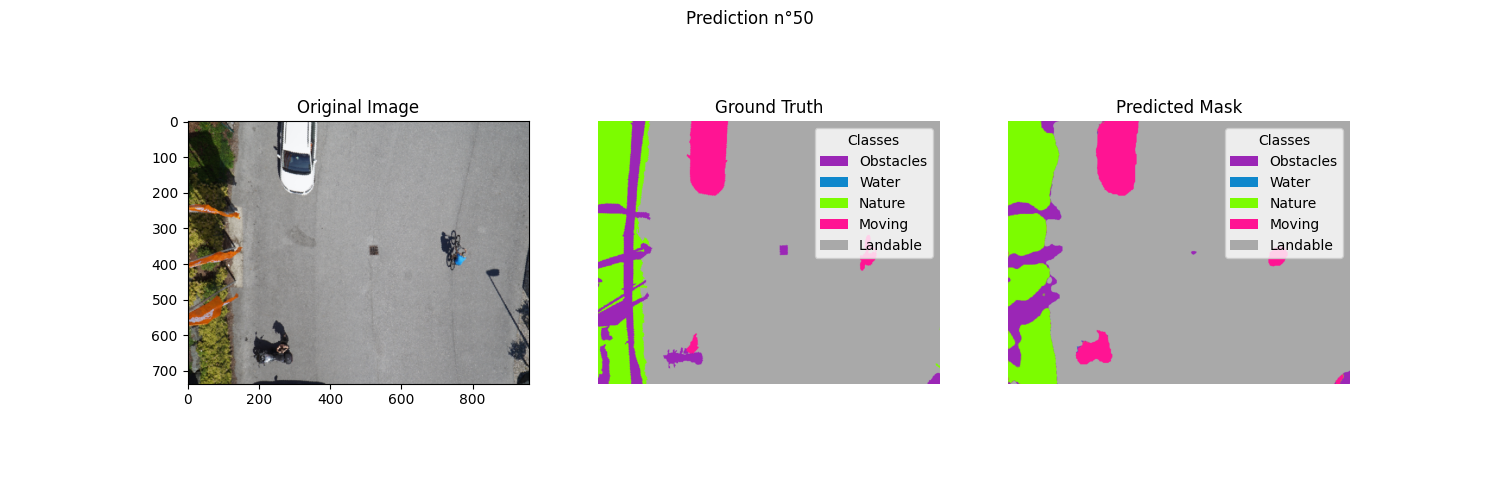 Prediction n°50
Original Image
0
100
200
300
400
500
600
700
0
200
400
600
800
Ground Truth
Classes
Obstacles
Water
Nature
Moving
Landable
Predicted Mask
Classes
Obstacles
Water
Nature
Moving
Landable